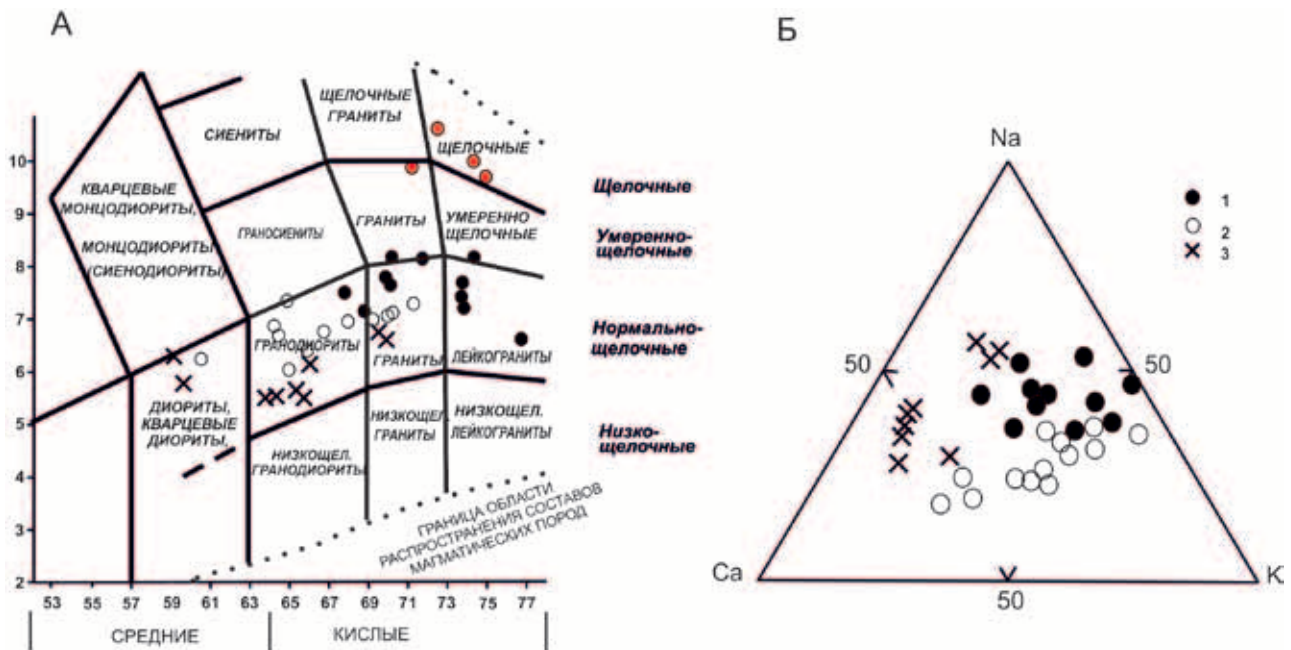 А
Б
ЩЕЛОЧНЫЕ
ГРАНИТЫ
СИЕНИТЫ
ЩЕЛОЧНЫЕ
КВАРЦЕВЫЕ
МОНЦОДИОРИТЫ,
МОНЦОДИОРИТЫ
(СИЕНОДИОРИТЫ)
ГРАНОСИЕНИТЫ
ГРАНИТЫ
УМЕРЕННО
ЩЕЛОЧНЫЕ
ГРАНОДИОРИТЫ
ГРАНИТЫ
ЛЕЙКОГРАНИТЫ
ДИОРИТЫ,
КВАРЦЕВЫЕ
ДИОРИТЫ,
НИЗКОЩЕЛ.
ГРАНОДИОРИТЫ
НИЗКОЩЕЛ
ГРАНИТЫ
НИЗКОЩЕЛ.
ЛЕЙКОГРАНИТЫ
ГРАНИЦА ОБЛАСТИ
РАСПРОСТРАНЕНИЯ СОСТАВОВ
МАГМАТИЧЕСКИХ ПОРОД
10
9
8
7
6
5
4
3
2
53 55 57 59 61 63 65 67 69 71 73 75 77
СРЕДНИЕ
КИСЛЫЕ
Щелочные
Умеренно-
щелочные
Нормально-
щелочные
Низко-
щелочные
Na
1
2
3
50
50
Ca
K
50